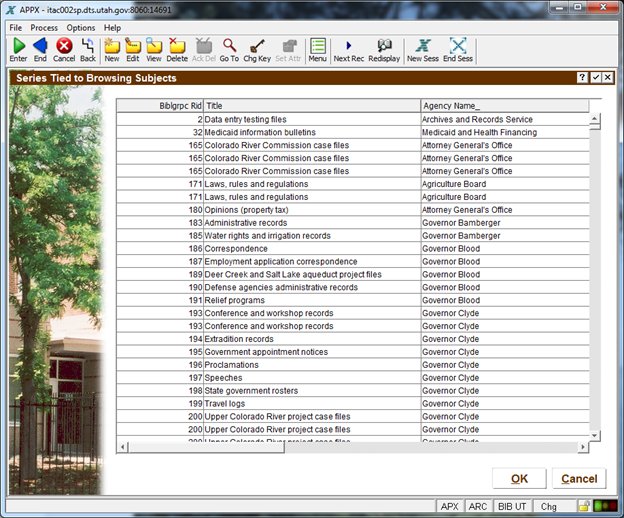 APPX - itac002sp.dts.utah.gov:8060:14691
File Process Options Help
Enter End Cancel Back New Edit View Delete Ack Del Go To Chg Key Set Attr Menu Next Rec Redisplay New Sess End Sess
Series Tied to Browsing Subjects
Biblgrpc Rid Title Agency Name_
2 Data entry testing files Archives and Records Service
32 Medicaid information bulletins Medicaid and Health Financing
165 Colorado River Commission case files Attorney General's Office
165 Colorado River Commission case files Attorney General's Office
165 Colorado River Commission case files Attorney General's Office
171 Laws, rules and regulations Agriculture Board
171 Laws, rules and regulations Agriculture Board
180 Opinions (property tax) Attorney General's Office
183 Administrative records Governor Bamberger
185 Water rights and irrigation records Governor Bamberger
186 Correspondence Governor Blood
187 Employment application correspondence Governor Blood
189 Deer Creek and Salt Lake aqueduct project files Governor Blood
190 Defense agencies administrative records Governor Blood
191 Relief programs Governor Blood
193 Conference and workshop records Governor Clyde
193 Conference and workshop records Governor Clyde
194 Extradition records Governor Clyde
195 Government appointment notices Governor Clyde
196 Proclamations Governor Clyde
197 Speeches Governor Clyde
198 State government rosters Governor Clyde
199 Travel logs Governor Clyde
200 Upper Colorado River project case files Governor Clyde
200 Upper Colorado River project case files Governor Clyde
200 Upper Colorado River project case files Governor Clyde
OK Cancel
APX ARC BIB UT Chg